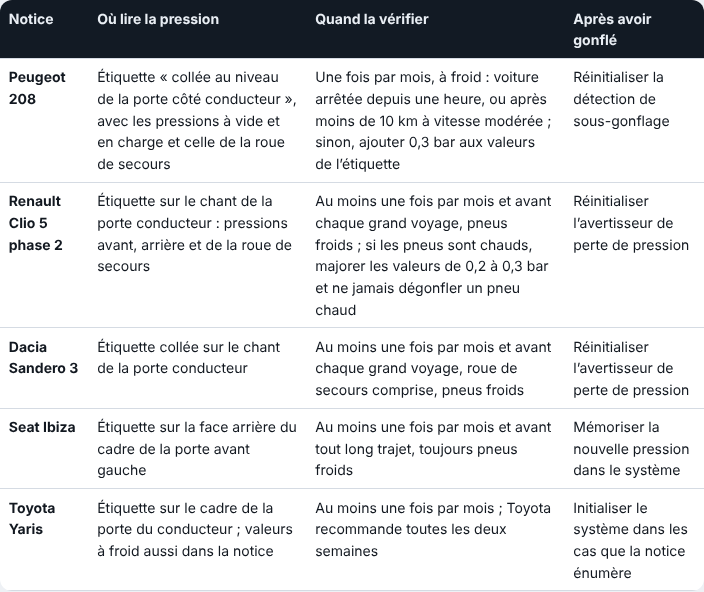 Notice
Où lire la pression
Quand la vérifier
Après avoir
gonflé
Peugeot
208
Étiquette « collée au niveau
de la porte côté conducteur »,
avec les pressions à vide et
en charge et celle de la roue
de secours
Une fois par mois, à froid : voiture
arrêtée depuis une heure, ou après
moins de 10 km à vitesse modérée ;
sinon, ajouter 0,3 bar aux valeurs
de l’étiquette
Réinitialiser la
détection de
sous-gonflage
Renault
Clio 5
phase 2
Étiquette sur le chant de la
porte conducteur : pressions
avant, arrière et de la roue de
secours
Au moins une fois par mois et avant
chaque grand voyage, pneus
froids ; si les pneus sont chauds,
majorer les valeurs de 0,2 à 0,3 bar
et ne jamais dégonfler un pneu
chaud
Réinitialiser
l’avertisseur de
perte de pression
Dacia
Sandero 3
Étiquette collée sur le chant
de la porte conducteur
Au moins une fois par mois et avant
chaque grand voyage, roue de
secours comprise, pneus froids
Réinitialiser
l’avertisseur de
perte de pression
Seat Ibiza
Étiquette sur la face arrière du
cadre de la porte avant
gauche
Au moins une fois par mois et avant
tout long trajet, toujours pneus
froids
Mémoriser la
nouvelle pression
dans le système
Toyota
Yaris
Étiquette sur le cadre de la
porte du conducteur ; valeurs
à froid aussi dans la notice
Au moins une fois par mois ; Toyota
recommande toutes les deux
semaines
Initialiser le
système dans les
cas que la notice
énumère